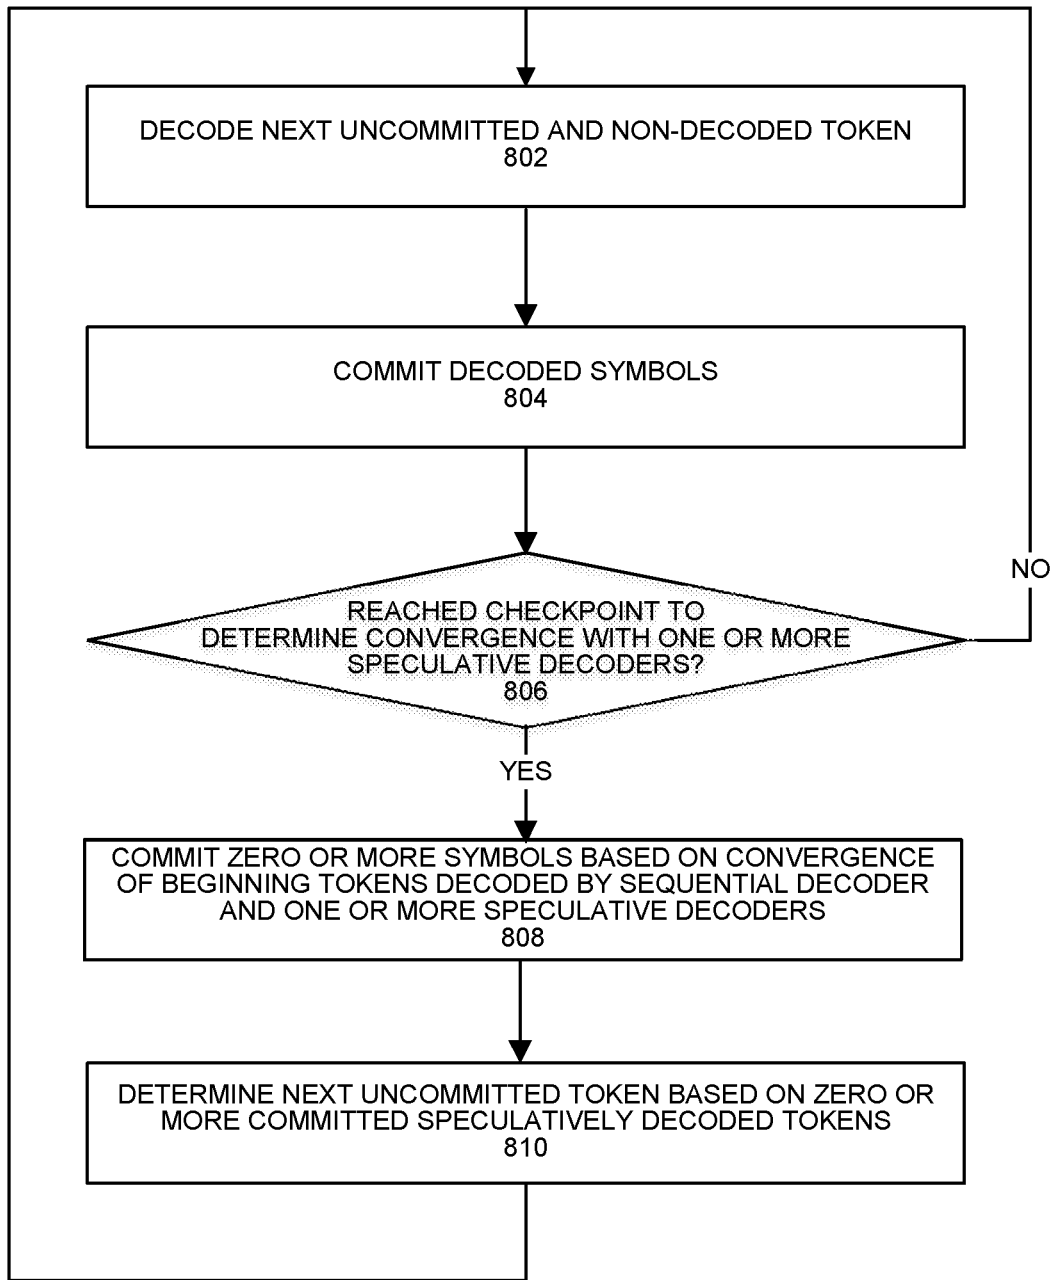 DECODE NEXT UNCOMMITTED AND NON-DECODED TOKEN
802
COMMIT DECODED SYMBOLS
804
NO
REACHED CHECKPOINT TO
DETERMINE CONVERGENCE WITH ONE OR MORE
SPECULATIVE DECODERS?
806
YES
COMMIT ZERO OR MORE SYMBOLS BASED ON CONVERGENCE
OF BEGINNING TOKENS DECODED BY SEQUENTIAL DECODER
AND ONE OR MORE SPECULATIVE DECODERS
808
DETERMINE NEXT UNCOMMITTED TOKEN BASED ON ZERO OR
MORE COMMITTED SPECULATIVELY DECODED TOKENS
810